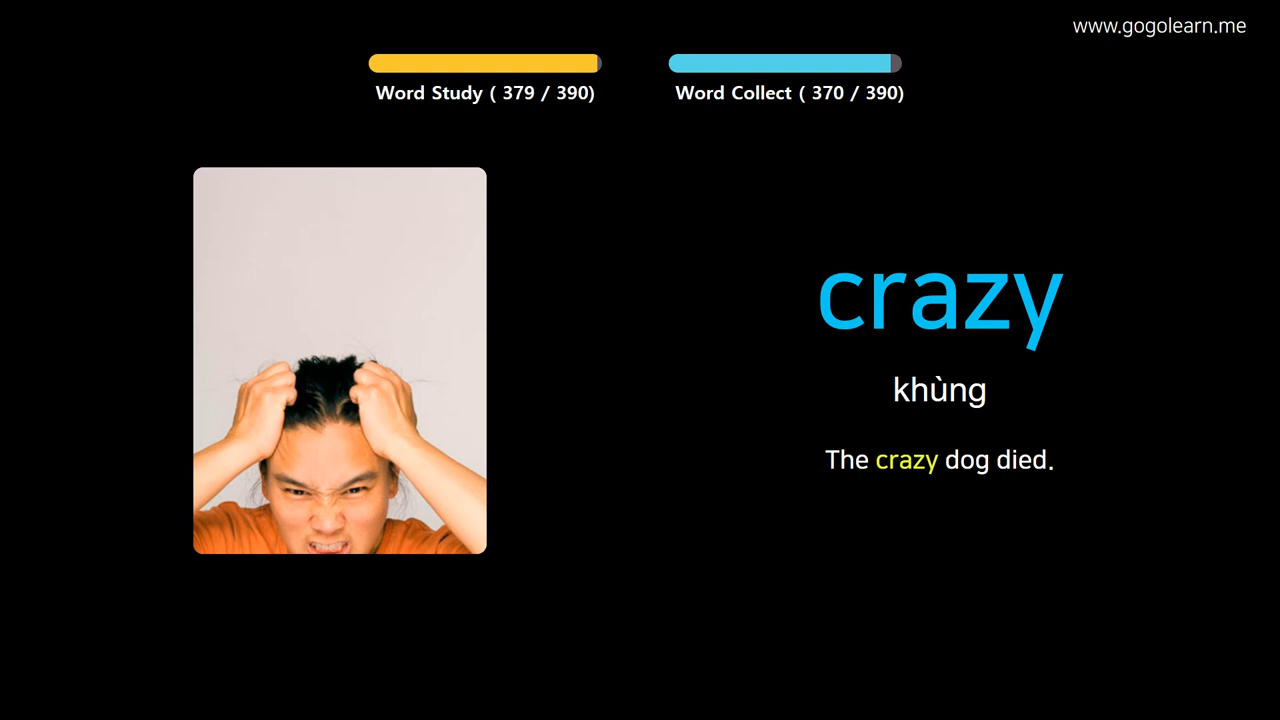 www.gogolearn.me
Word Study ( 379 / 390)
Word Collect ( 370 / 390)
crazy
khùng
The crazy dog died.